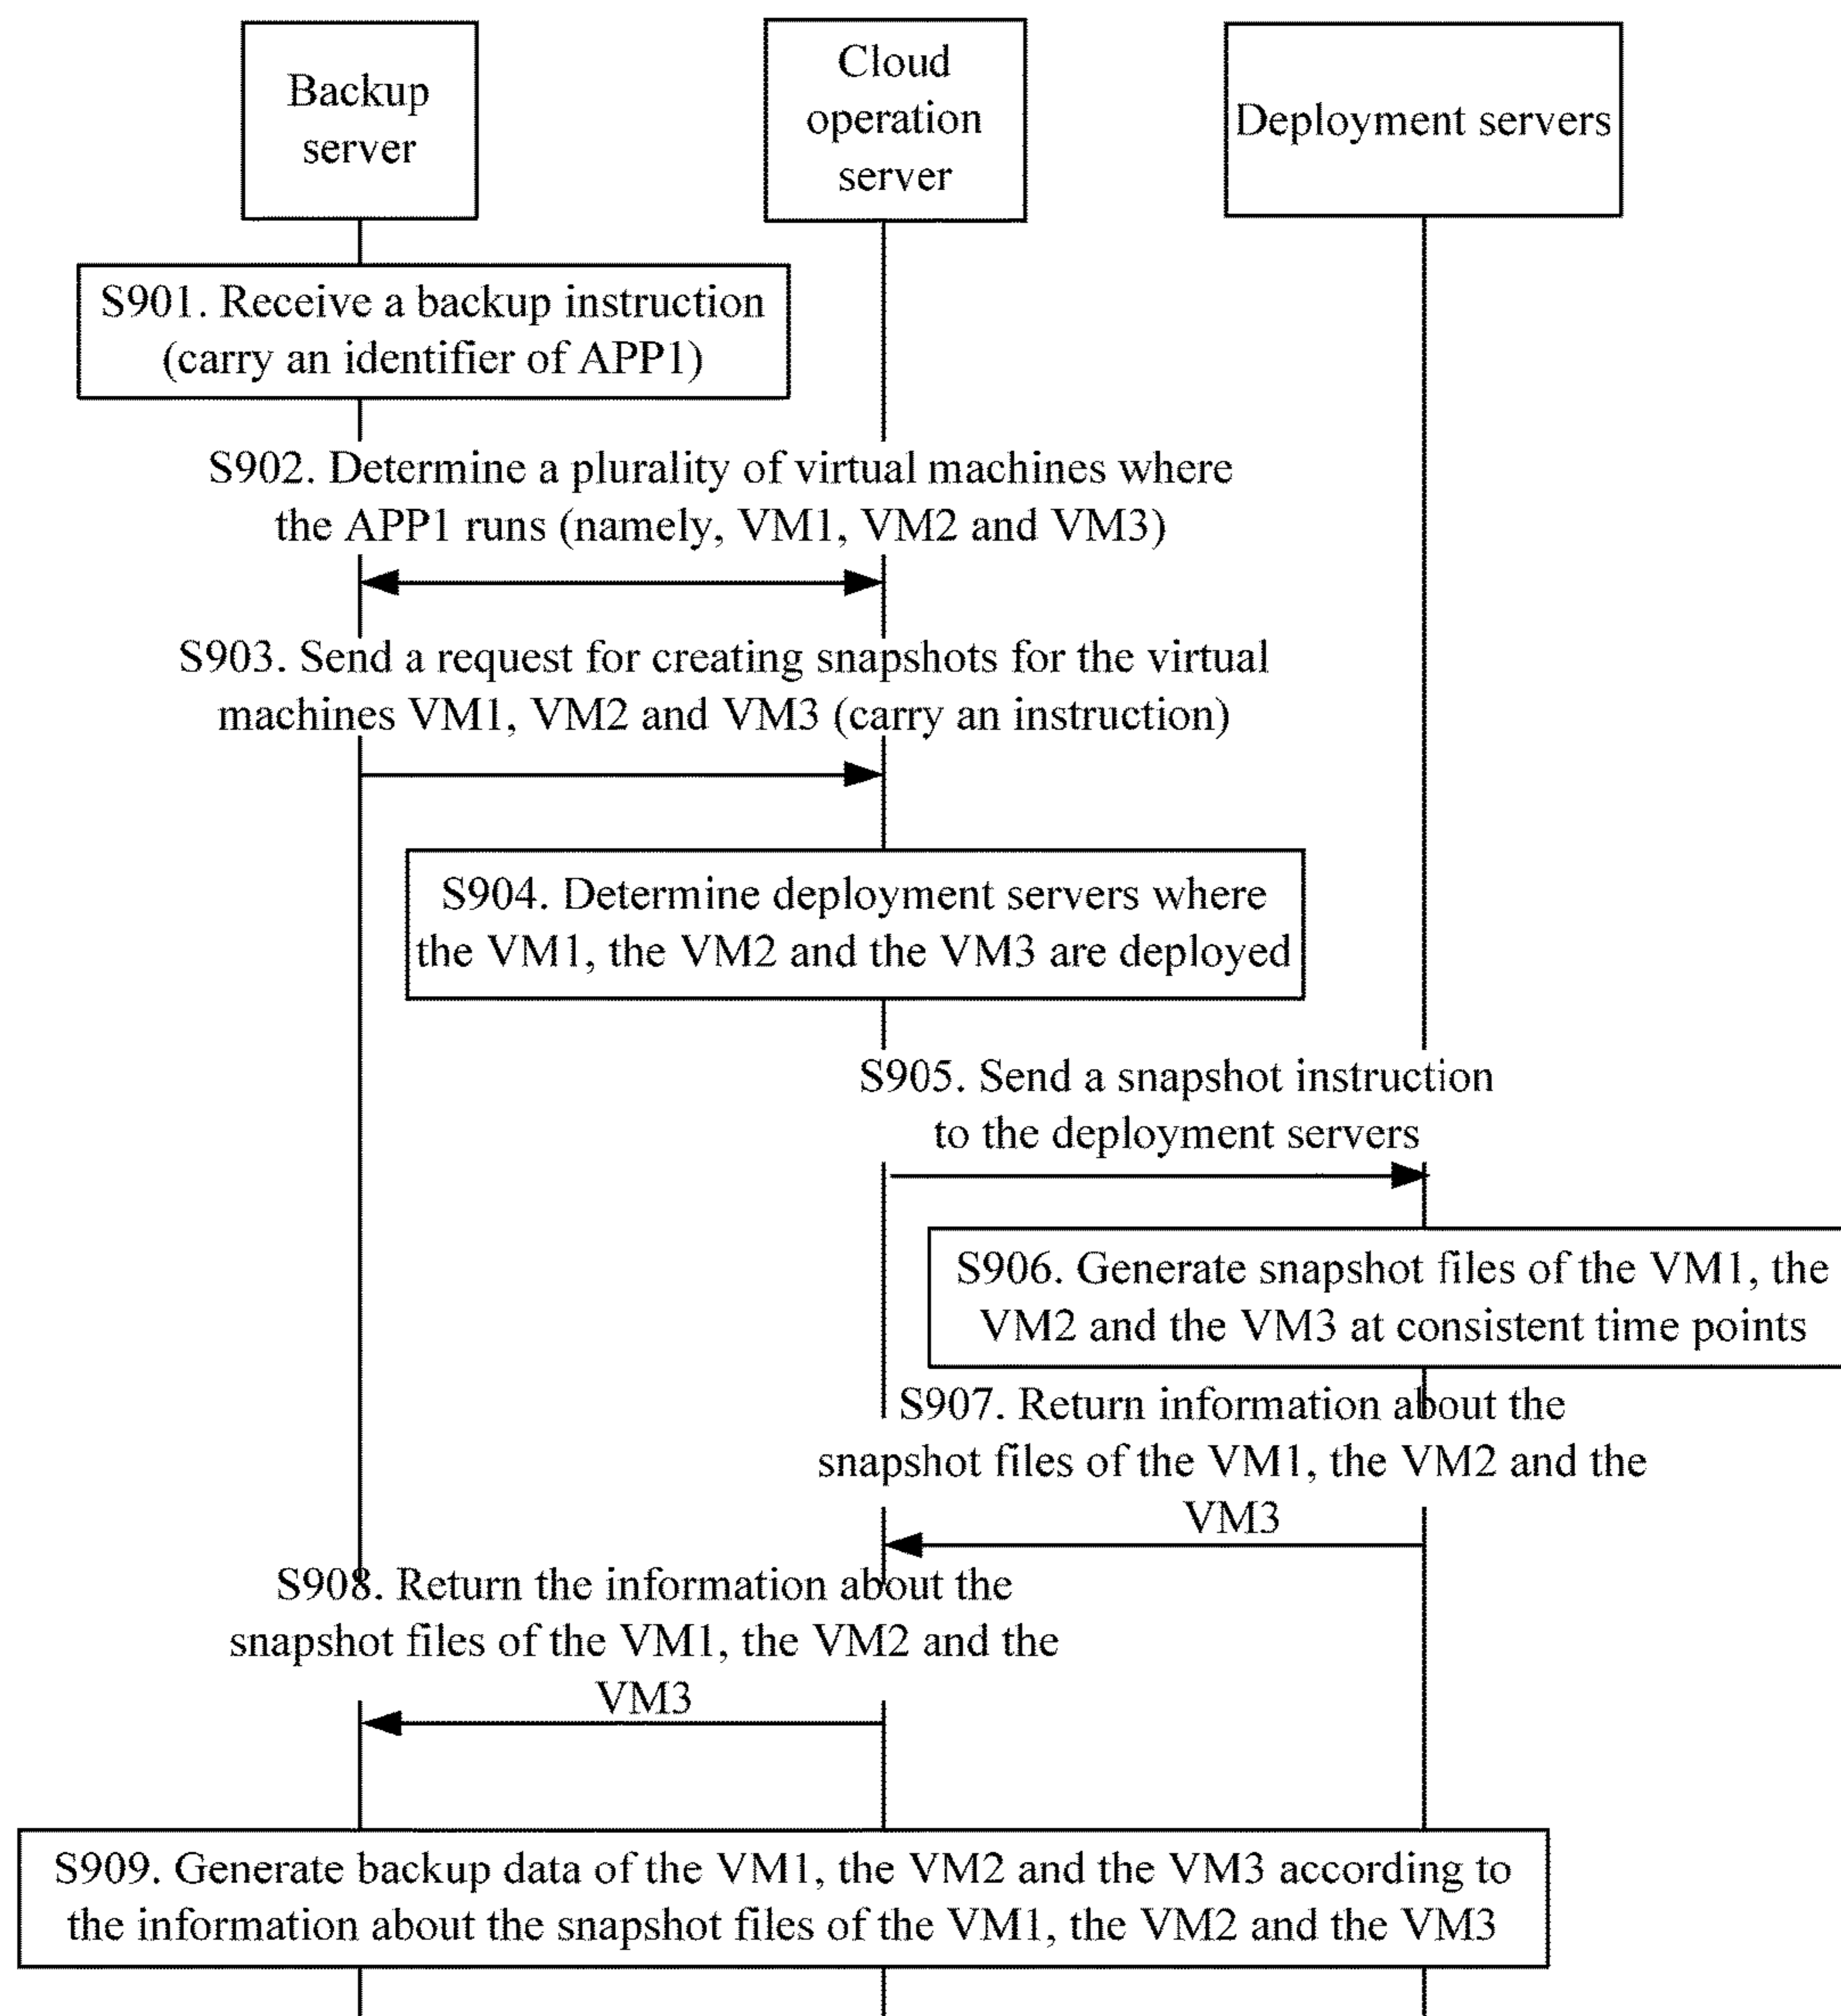 Backup
server
Cloud
operation
server
Deployment servers
S901. Receive a backup instruction
(carry an identifier of APP1)
S902. Determine a plurality of virtual machines where
the APP1 runs (namely, VM1, VM2 and VM3)
S903. Send a request for creating snapshots for the virtual
machines VM1, VM2 and VM3 (carry an instruction)
S904. Determine deployment servers where
the VM1, the VM2 and the VM3 are deployed
S905. Send a snapshot instruction
to the deployment servers
S906. Generate snapshot files of the VM1, the
VM2 and the VM3 at consistent time points
S907. Return information about the
snapshot files of the VM1, the VM2 and the
VM3
S908. Return the information about the
snapshot files of the VM1, the VM2 and the
VM3
S909. Generate backup data of the VM1, the VM2 and the VM3 according to
the information about the snapshot files of the VM1, the VM2 and the VM3